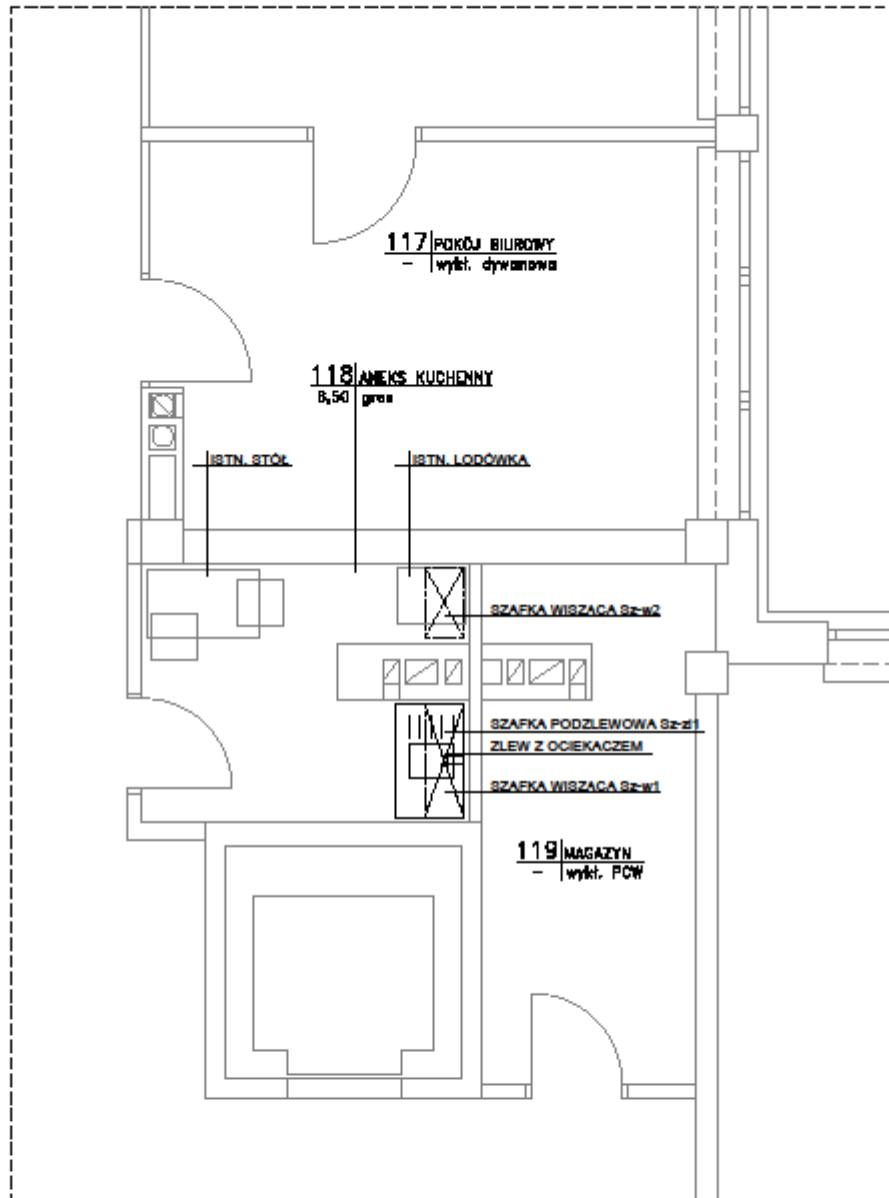 117 POKÓJ BIUROWY
– wykł. dywanowa
118 ANEKS KUCHENNY
8,50 gres
ISTN. STÓŁ
ISTN. LODÓWKA
SZAFKA WISZĄCA Sz-w2
SZAFKA PODZLEWOWA Sz-zl1
ZLEW Z OCIEKACZEM
SZAFKA WISZĄCA Sz-w1
119 MAGAZYN
– wykł. PCW